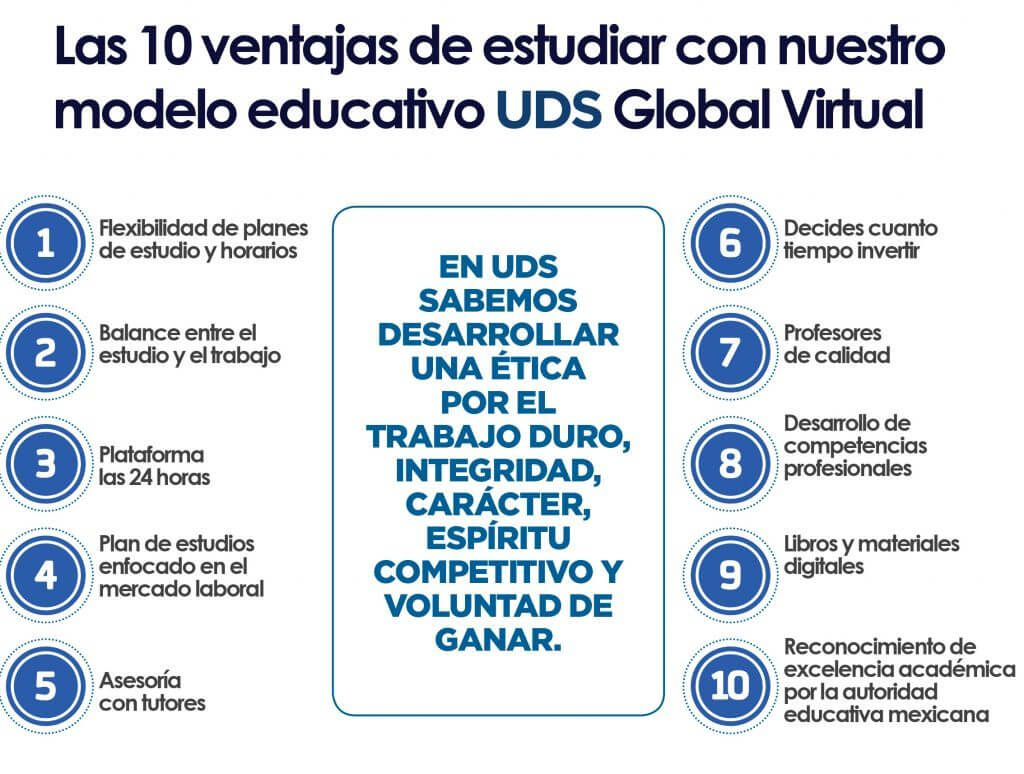 Las 10 ventajas de estudiar con nuestro
modelo educativo UDS Global Virtual
1
Flexibilidad de planes
de estudio y horarios
2
Balance entre el
estudio y el trabajo
3
Plataforma
las 24 horas
4
Plan de estudios
enfocado en el
mercado laboral
5
Asesoría
con tutores
EN UDS
SABEMOS
DESARROLLAR
UNA ÉTICA
POR EL
TRABAJO DURO,
INTEGRIDAD,
CARÁCTER,
ESPÍRITU
COMPETITIVO Y
VOLUNTAD DE
GANAR.
6
Decides cuanto
tiempo invertir
7
Profesores
de calidad
8
Desarrollo de
competencias
profesionales
9
Libros y materiales
digitales
10
Reconocimiento de
excelencia académica
por la autoridad
educativa mexicana